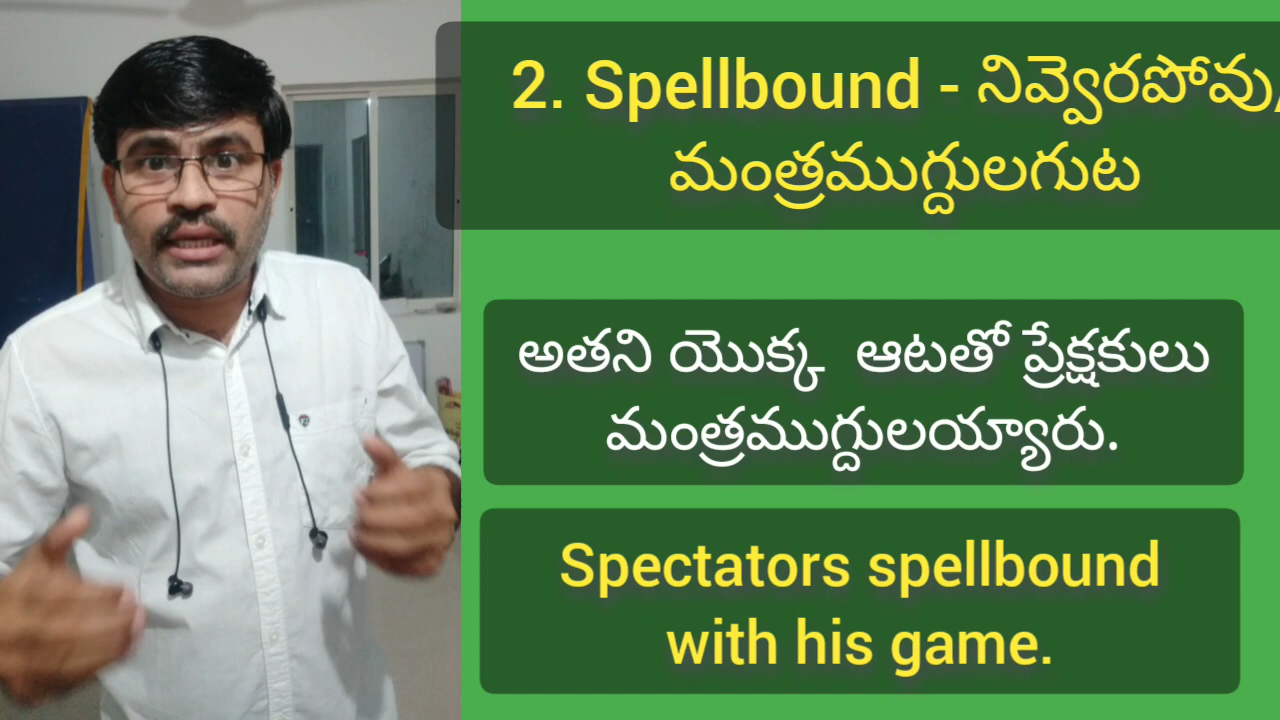 2. Spellbound - నివ్వెరపోవు/
మంత్రముగ్దులగుట
అతని యొక్క ఆటతో ప్రేక్షకులు
మంత్రముగ్దులయ్యారు.
Spectators spellbound
with his game.